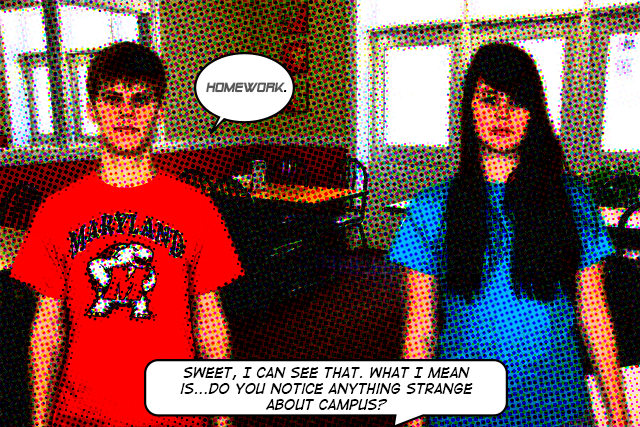 HOMEWORK.
MARYLAND
M
SWEET, I CAN SEE THAT. WHAT I MEAN
IS...DO YOU NOTICE ANYTHING STRANGE
ABOUT CAMPUS?